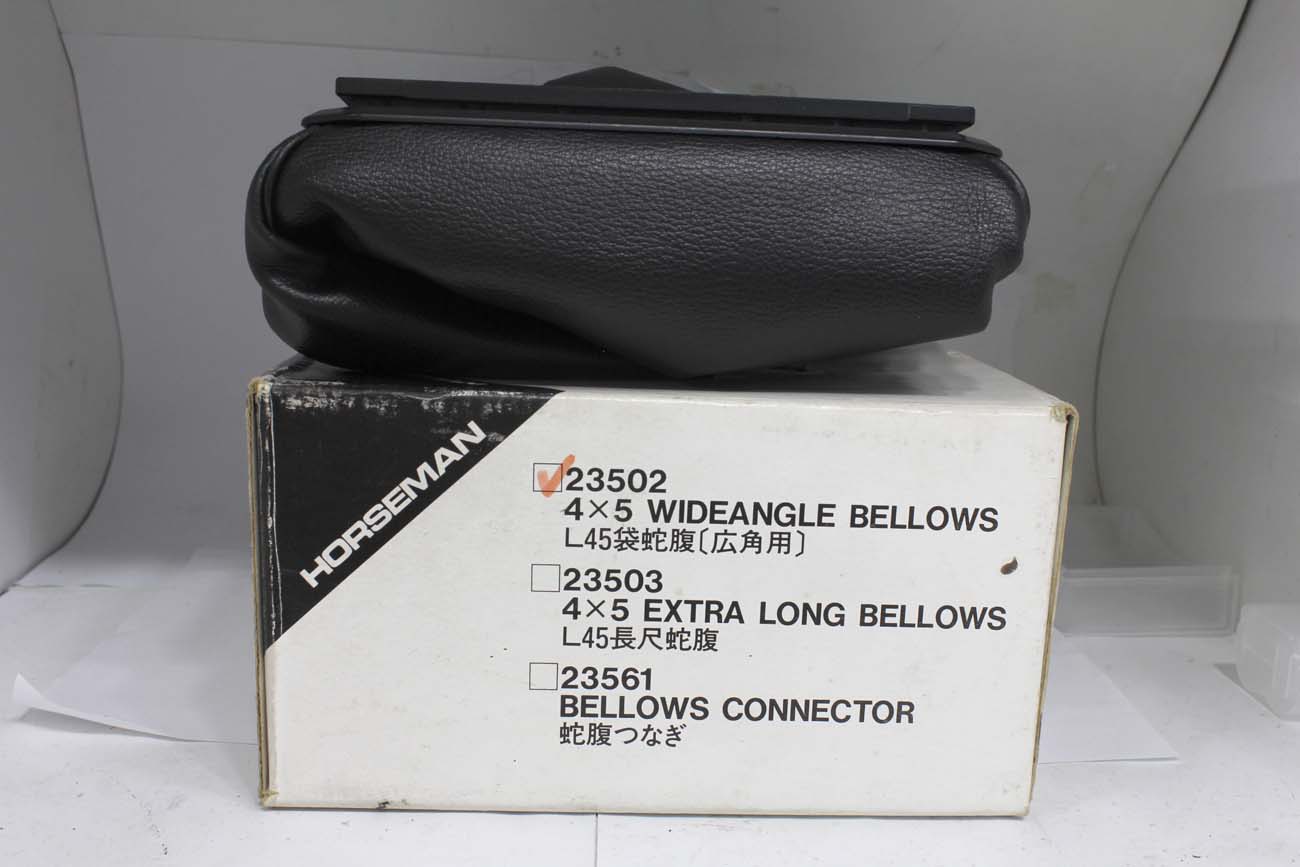 HORSEMAN
23502
4×5 WIDEANGLE BELLOWS
L45袋蛇腹〔広角用〕
23503
4×5 EXTRA LONG BELLOWS
L45長尺蛇腹
23561
BELLOWS CONNECTOR
蛇腹つなぎ